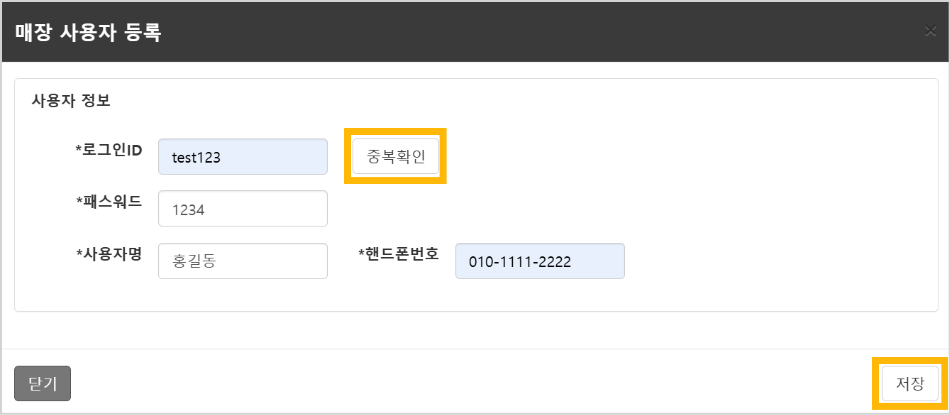 매장 사용자 등록 ×
사용자 정보
*로그인ID test123 중복확인
*패스워드 1234
*사용자명 홍길동 *핸드폰번호 010-1111-2222
닫기 저장